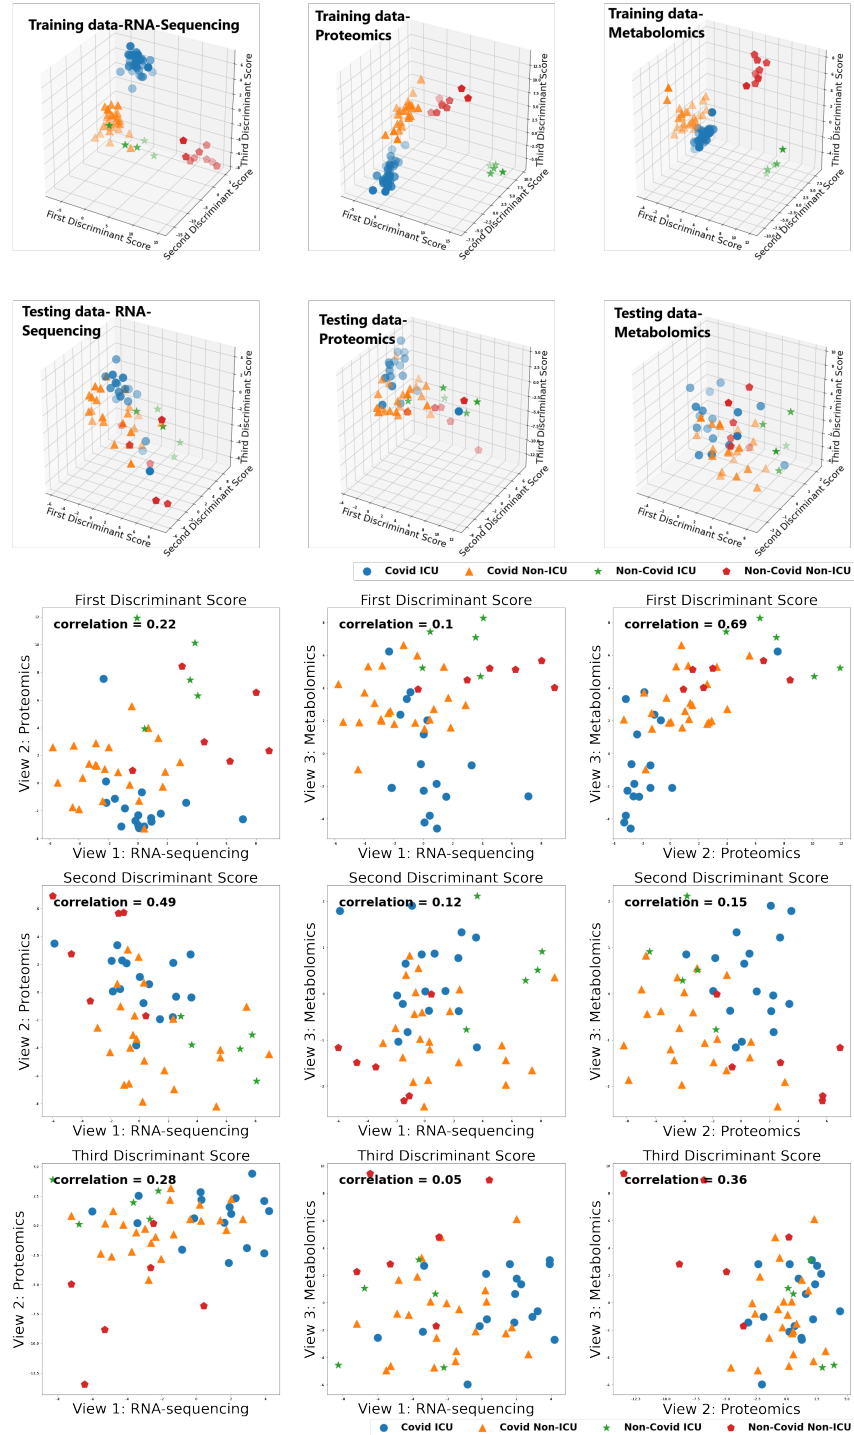 Training data-RNA-Sequencing
Third Discriminant Score
First Discriminant Score
Second Discriminant Score
Training data-
Proteomics
Third Discriminant Score
First Discriminant Score
Second Discriminant Score
Training data-
Metabolomics
Third Discriminant Score
First Discriminant Score
Second Discriminant Score
Testing data- RNA-
Sequencing
Third Discriminant Score
First Discriminant Score
Second Discriminant Score
Testing data-
Proteomics
Third Discriminant Score
First Discriminant Score
Second Discriminant Score
Testing data-
Metabolomics
Third Discriminant Score
First Discriminant Score
Second Discriminant Score
Covid ICU Covid Non-ICU Non-Covid ICU Non-Covid Non-ICU
First Discriminant Score
correlation = 0.22
View 2: Proteomics
View 1: RNA-sequencing
First Discriminant Score
correlation = 0.1
View 3: Metabolomics
View 1: RNA-sequencing
First Discriminant Score
correlation = 0.69
View 3: Metabolomics
View 2: Proteomics
Second Discriminant Score
correlation = 0.49
View 2: Proteomics
View 1: RNA-sequencing
Second Discriminant Score
correlation = 0.12
View 3: Metabolomics
View 1: RNA-sequencing
Second Discriminant Score
correlation = 0.15
View 3: Metabolomics
View 2: Proteomics
Third Discriminant Score
correlation = 0.28
View 2: Proteomics
View 1: RNA-sequencing
Third Discriminant Score
correlation = 0.05
View 3: Metabolomics
View 1: RNA-sequencing
Third Discriminant Score
correlation = 0.36
View 3: Metabolomics
View 2: Proteomics
Covid ICU Covid Non-ICU Non-Covid ICU Non-Covid Non-ICU